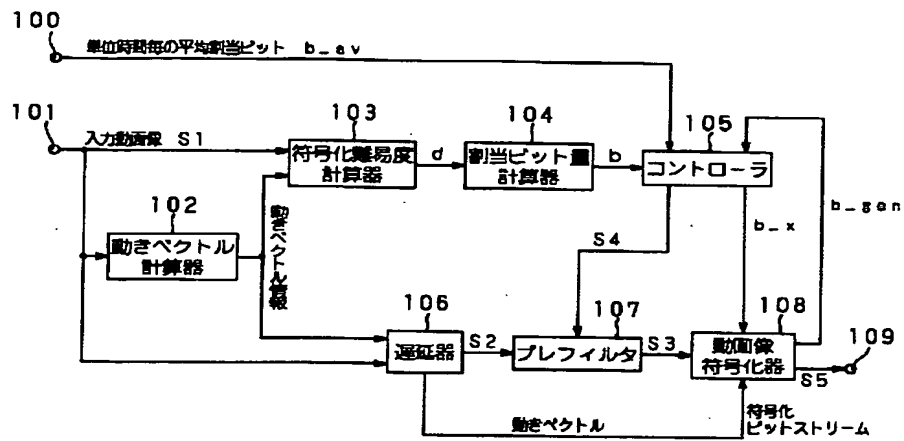 100
単位時間毎の平均割当ビット b_av
101
入力動画像 S1
103
符号化難易度
計算器
d
104
割当ビット量
計算器
b
105
コントローラ
b_gen
102
動きベクトル
計算器
動きベクトル情報
S4
b_x
106
遅延器
S2
107
プレフィルタ
S3
108
動画像
符号化器
109
S5
動きベクトル
符号化
ビットストリーム